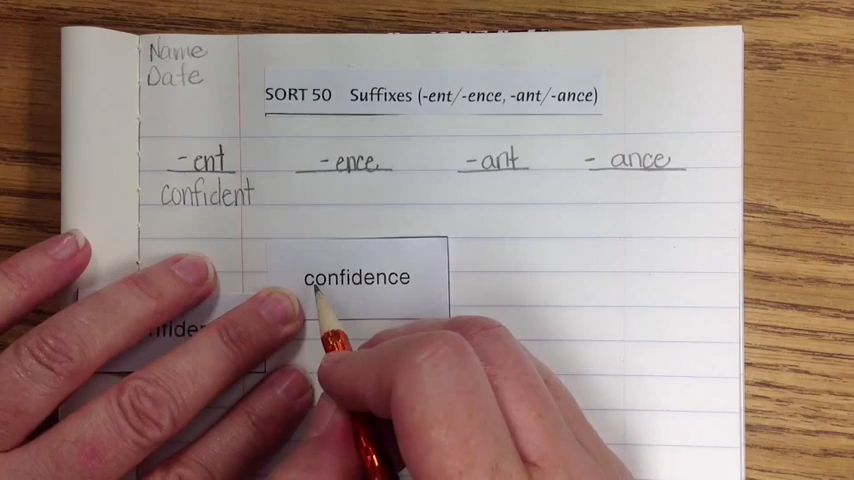 Name
Date
SORT 50 Suffixes (-ent/-ence, -ant/-ance)
-ent -ence -ant - ance
confident
confidence